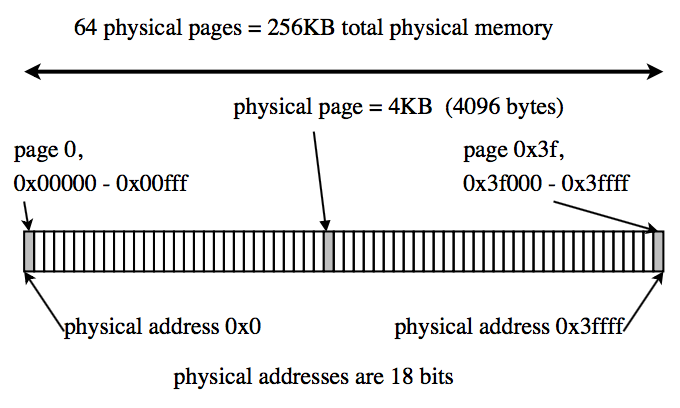 64 physical pages = 256KB total physical memory
physical page = 4KB (4096 bytes)
page 0,
0x00000 - 0x00fff
page 0x3f,
0x3f000 - 0x3ffff
physical address 0x0
physical address 0x3ffff
physical addresses are 18 bits